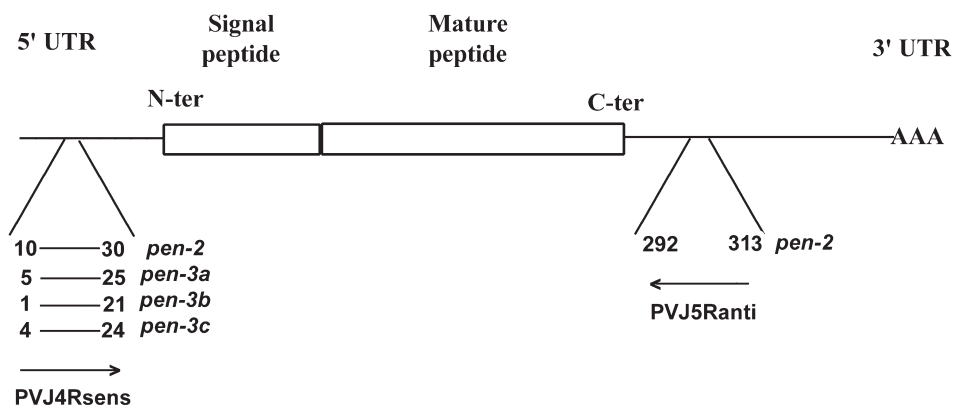 5' UTR
Signal
peptide
Mature
peptide
3' UTR
N-ter
C-ter
AAA
10 30 pen-2
5 25 pen-3a
1 21 pen-3b
4 24 pen-3c
PVJ4Rsens
292 313 pen-2
PVJ5Ranti